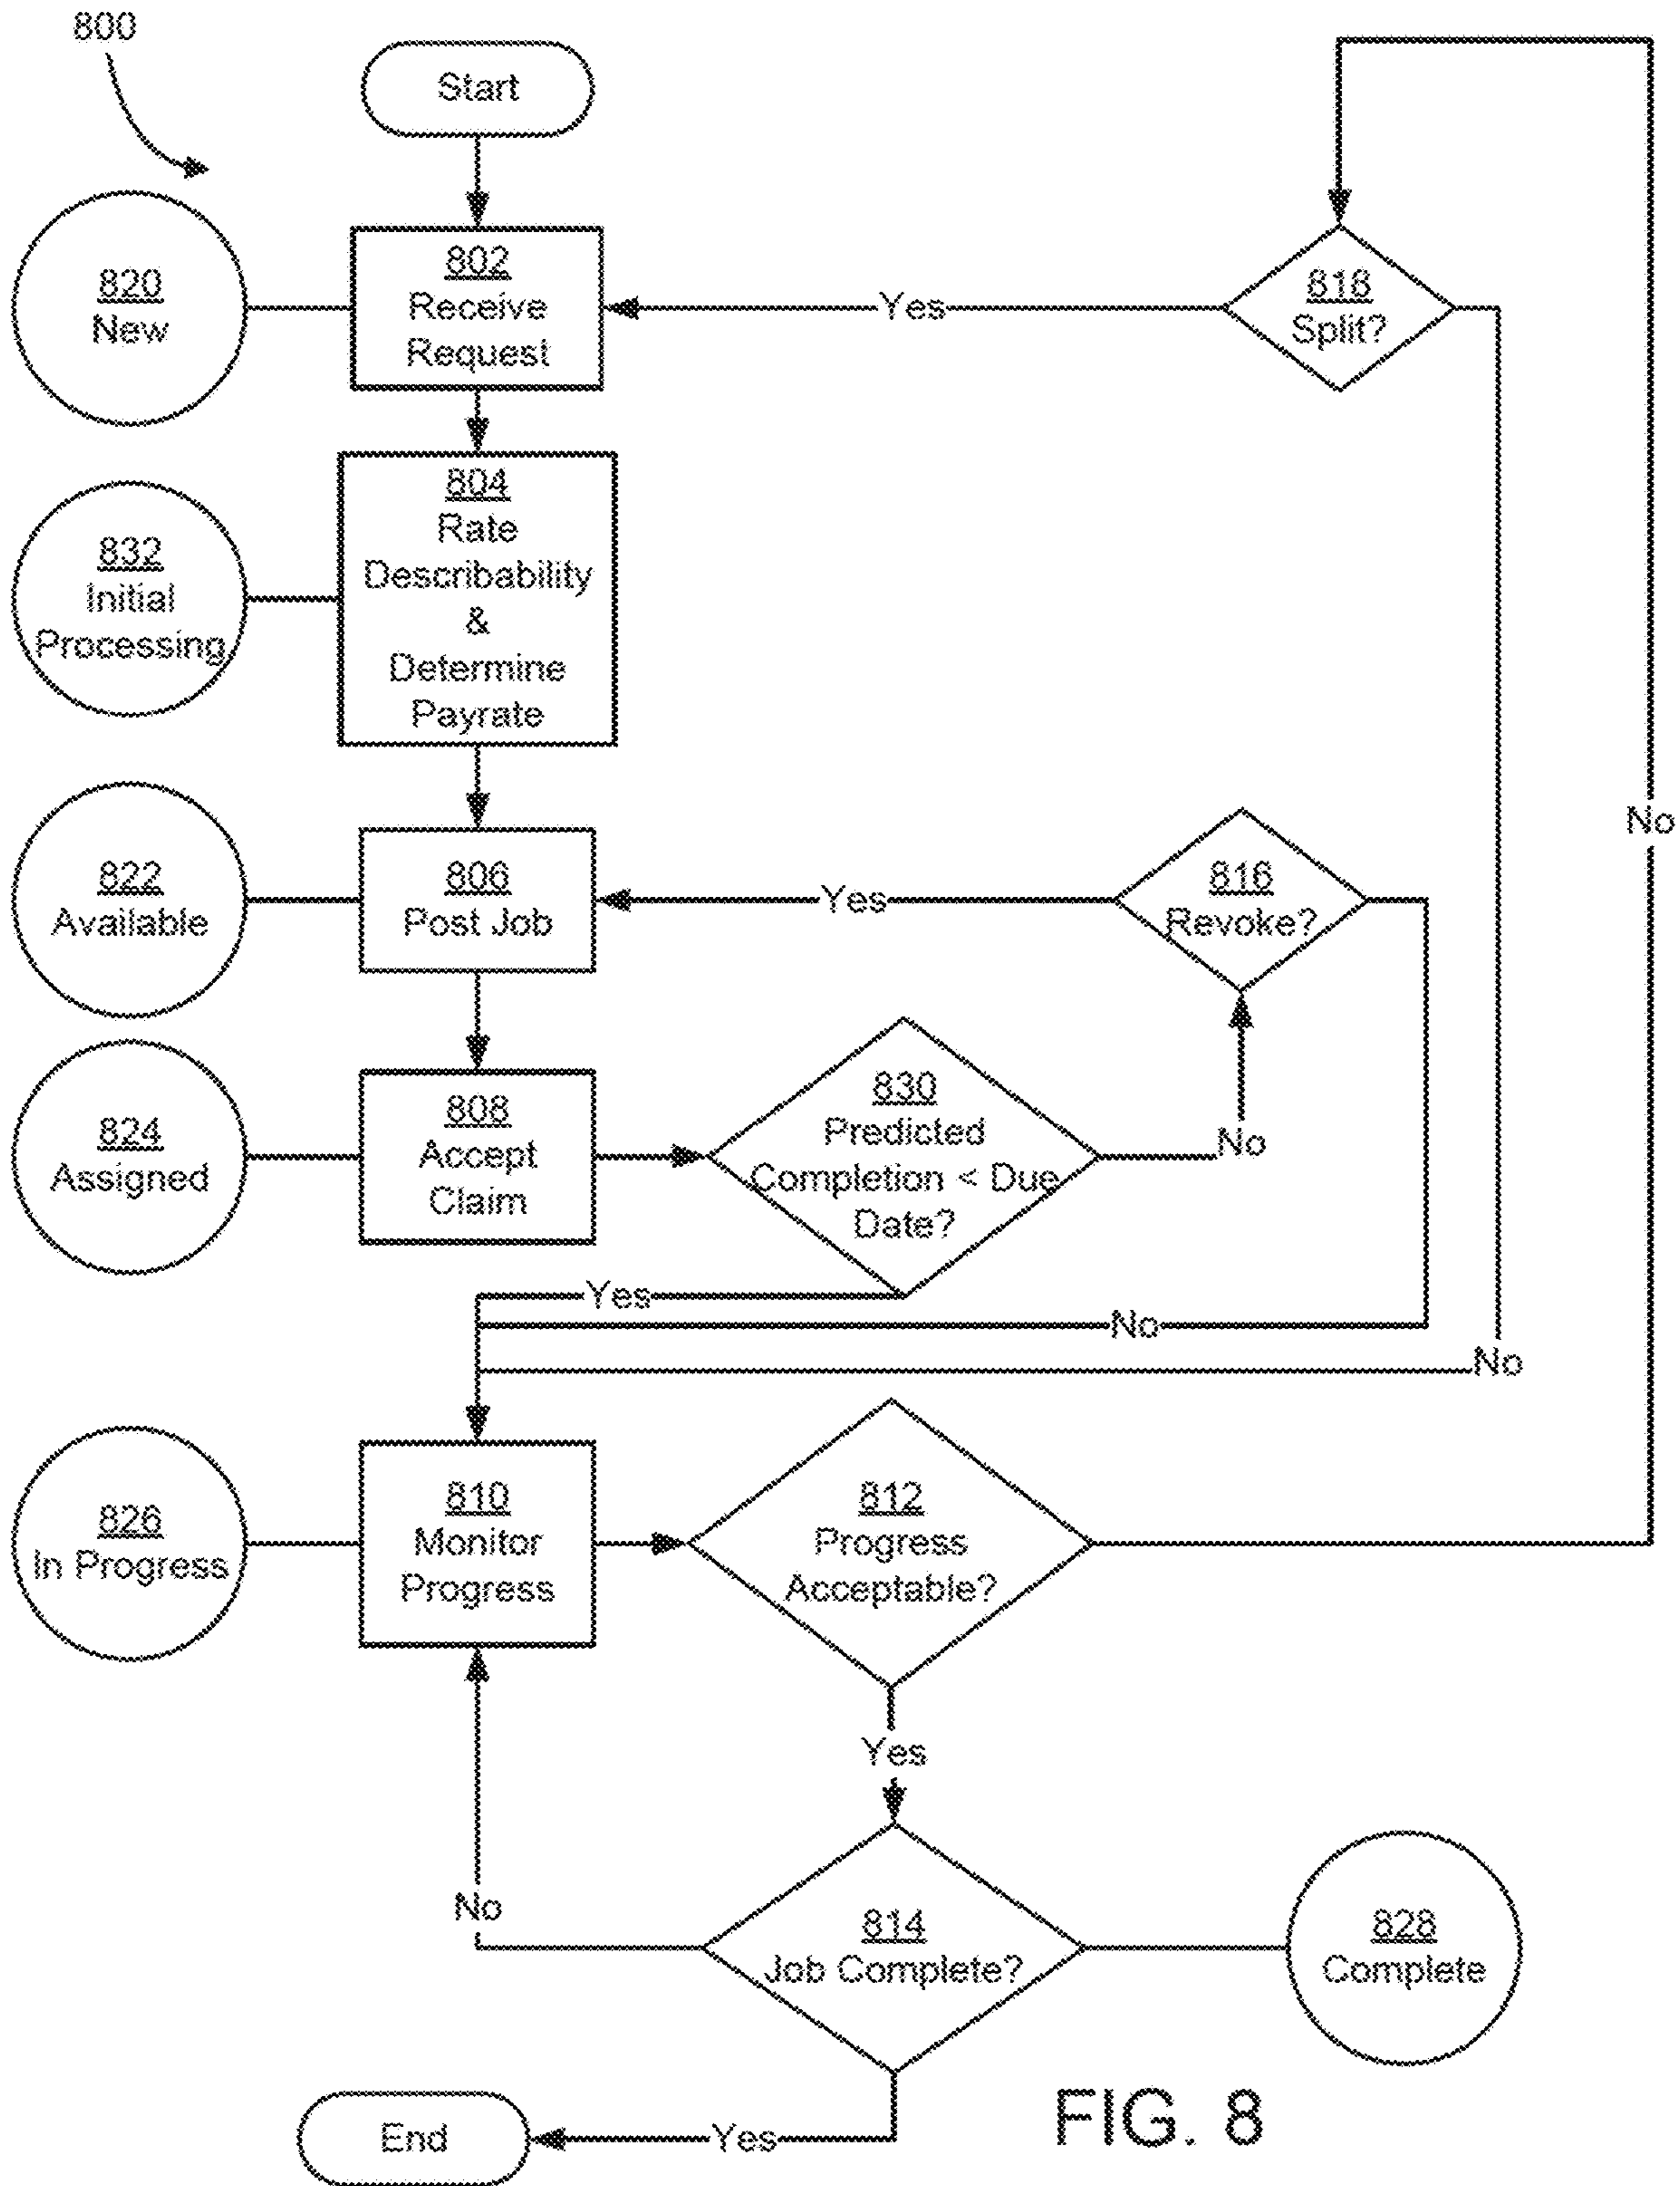 800
Start
820
New
802
Receive
Request
Yes
818
Split?
832
Initial
Processing
804
Rate
Describability
&
Determine
Payrate
No
822
Available
806
Post Job
Yes
816
Revoke?
824
Assigned
808
Accept
Claim
830
Predicted
Completion < Due
Date?
No
Yes
No
No
826
In Progress
810
Monitor
Progress
812
Progress
Acceptable?
Yes
No
814
Job Complete?
828
Complete
End
Yes
FIG. 8